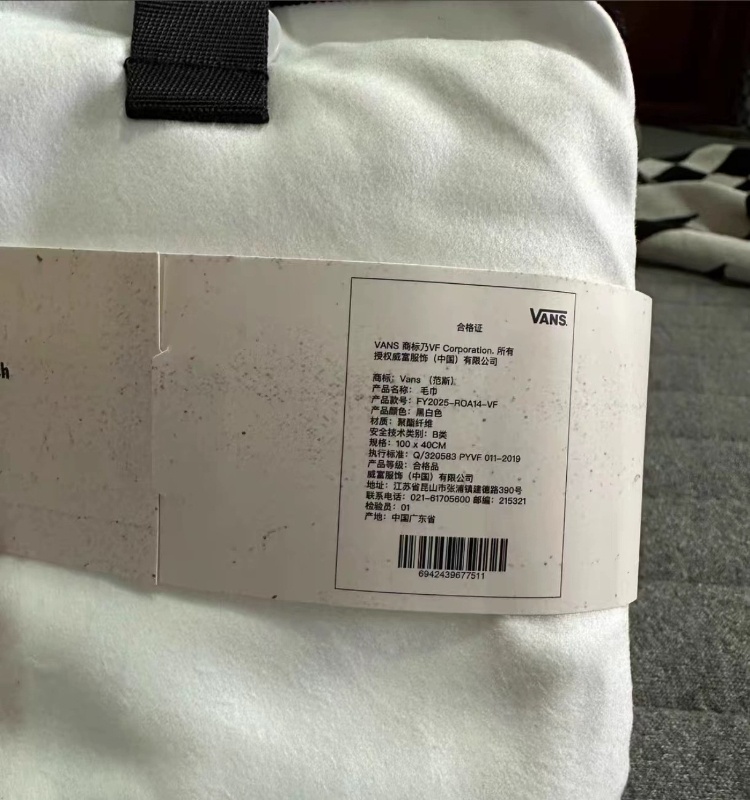 h
VANS
合格证
VANS 商标乃VF Corporation. 所有
授权威富服饰（中国）有限公司
商标：Vans （范斯）
产品名称： 毛巾
产品款号：FY2025-ROA14-VF
产品颜色：黑白色
材质：聚酯纤维
安全技术类别：B类
规格：100 x 40CM
执行标准：Q/320583 PYVF 011-2019
产品等级：合格品
威富服饰（中国）有限公司
地址：江苏省昆山市张浦镇建德路390号
联系电话：021-61705600 邮编：215321
检验员：01
产地：中国广东省
6942439677511